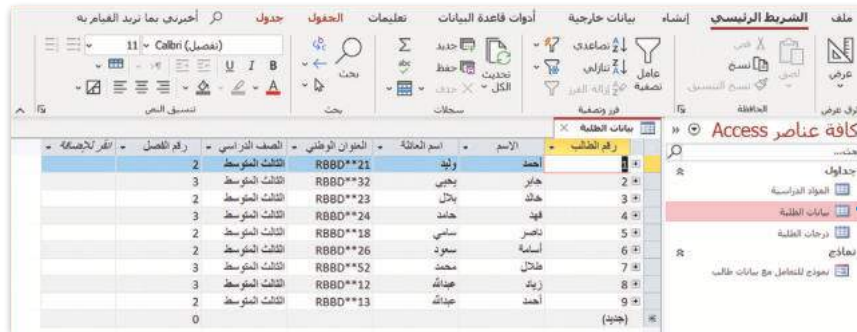 ملف الشريط الرئيسي إنشاء بيانات خارجية أدوات قاعدة البيانات تعليمات الحقول جدول أخبرني بما تريد القيام به
عرض
لصق
قص
نسخ
نسخ التنسيق
الحافظة
عامل تصفية
تصاعدي
تنازلي
إزالة الفرز
فرز وتصفية
تحديث الكل
جديد
حفظ
حذف
سجلات
بحث
بحث
Calibri (تفصيل) 11
B I U
تنسيق النص
كافة عناصر Access
بحث...
جداول
المواد الدراسية
بيانات الطلبة
درجات الطلبة
نماذج
نموذج للتعامل مع بيانات طالب
بيانات الطلبة
رقم الطالب الاسم اسم العائلة العنوان الوطني الصف الدراسي رقم الفصل انقر للإضافة
1 أحمد وليد RBBD**21 الثالث المتوسط 2
2 جابر يحيى RBBD**32 الثالث المتوسط 3
3 خالد بلال RBBD**23 الثالث المتوسط 2
4 فهد حامد RBBD**24 الثالث المتوسط 3
5 ناصر سامي RBBD**18 الثالث المتوسط 2
6 أسامة سعود RBBD**26 الثالث المتوسط 2
7 طلال محمد RBBD**52 الثالث المتوسط 3
8 زياد عبدالله RBBD**12 الثالث المتوسط 3
9 أحمد عبدالله RBBD**13 الثالث المتوسط 2
(جديد) 0